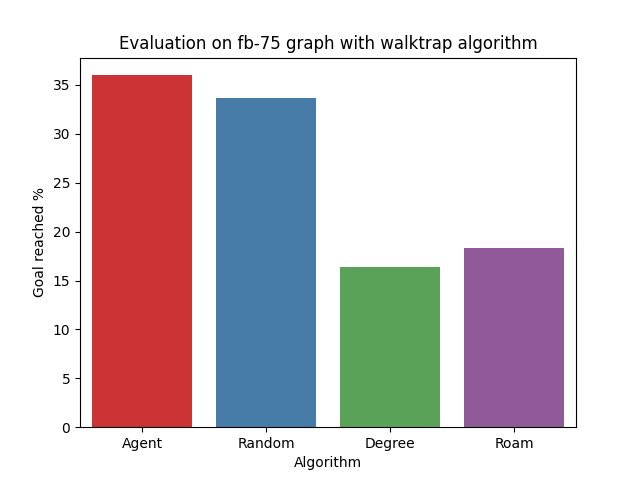 Evaluation on fb-75 graph with walktrap algorithm
Goal reached %
35
30
25
20
15
10
5
0
Agent Random Degree Roam
Algorithm